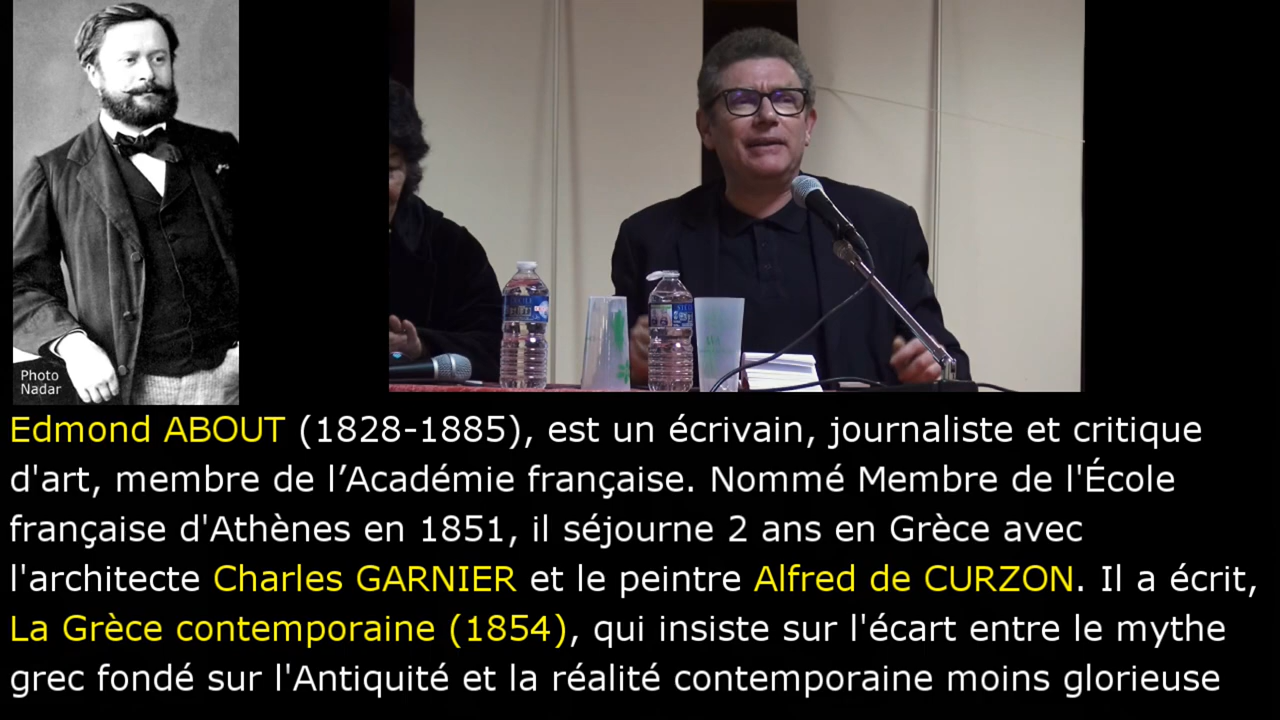 Photo
Nadar
Edmond ABOUT (1828-1885), est un écrivain, journaliste et critique
d'art, membre de l’Académie française. Nommé Membre de l'École
française d'Athènes en 1851, il séjourne 2 ans en Grèce avec
l'architecte Charles GARNIER et le peintre Alfred de CURZON. Il a écrit,
La Grèce contemporaine (1854), qui insiste sur l'écart entre le mythe
grec fondé sur l'Antiquité et la réalité contemporaine moins glorieuse